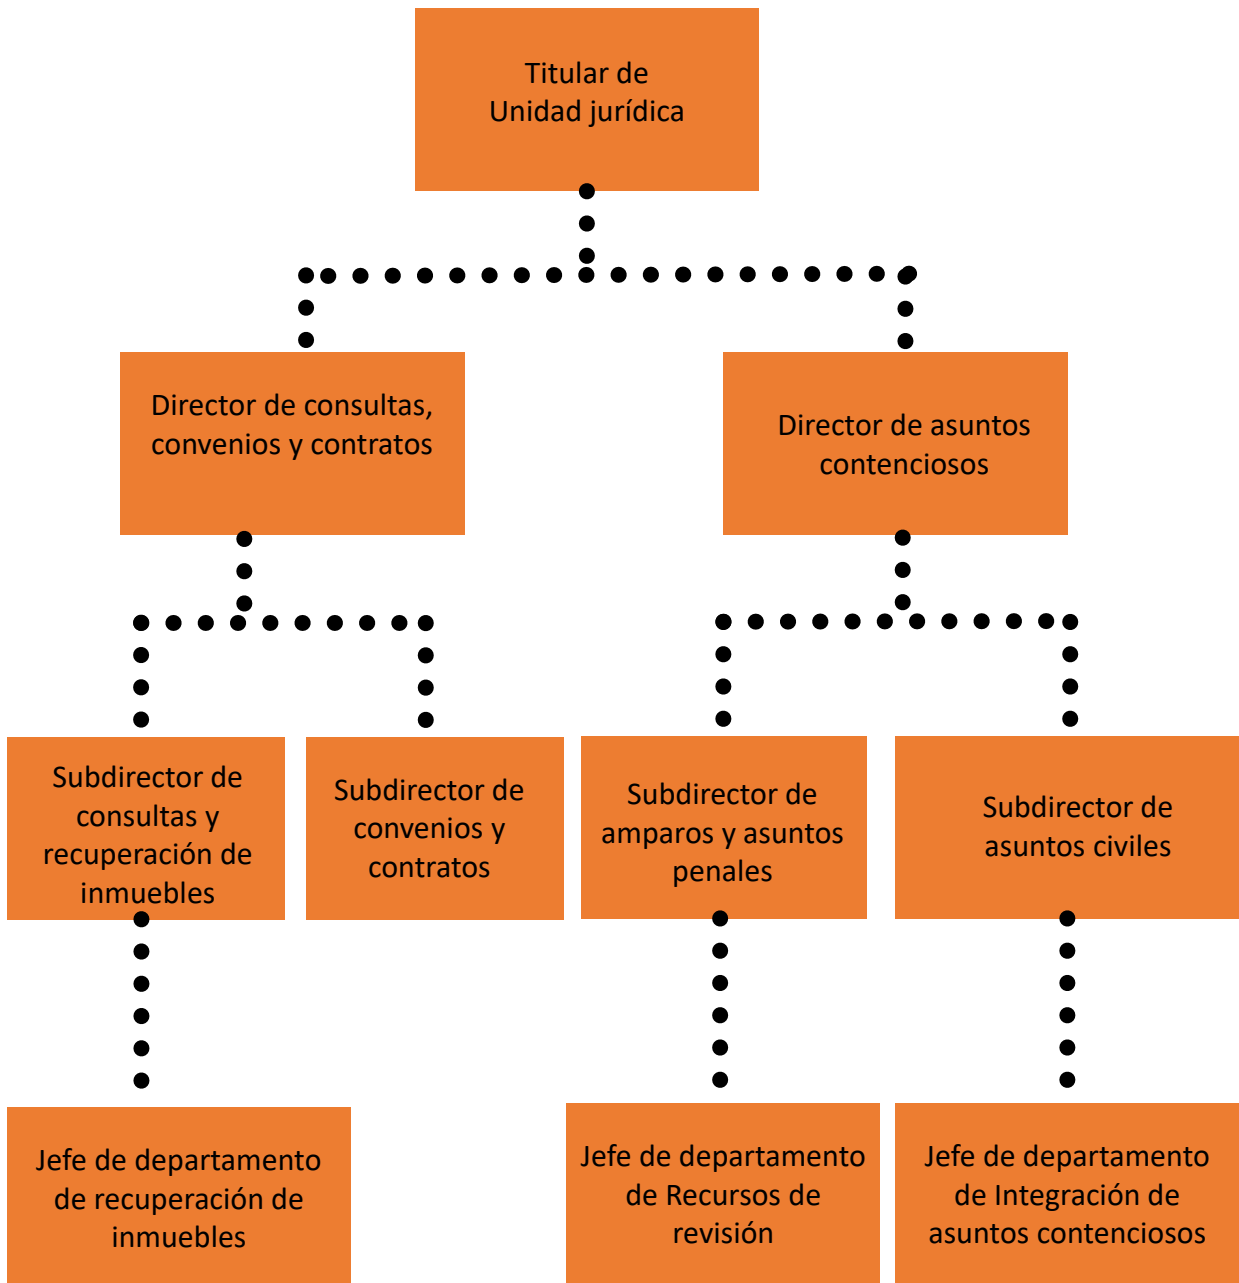 Titular de
Unidad jurídica
Director de consultas,
convenios y contratos
Director de asuntos
contenciosos
Subdirector de
consultas y
recuperación de
inmuebles
Subdirector de
convenios y
contratos
Subdirector de
amparos y asuntos
penales
Subdirector de
asuntos civiles
Jefe de departamento
de recuperación de
inmuebles
Jefe de departamento
de Recursos de
revisión
Jefe de departamento
de Integración de
asuntos contenciosos